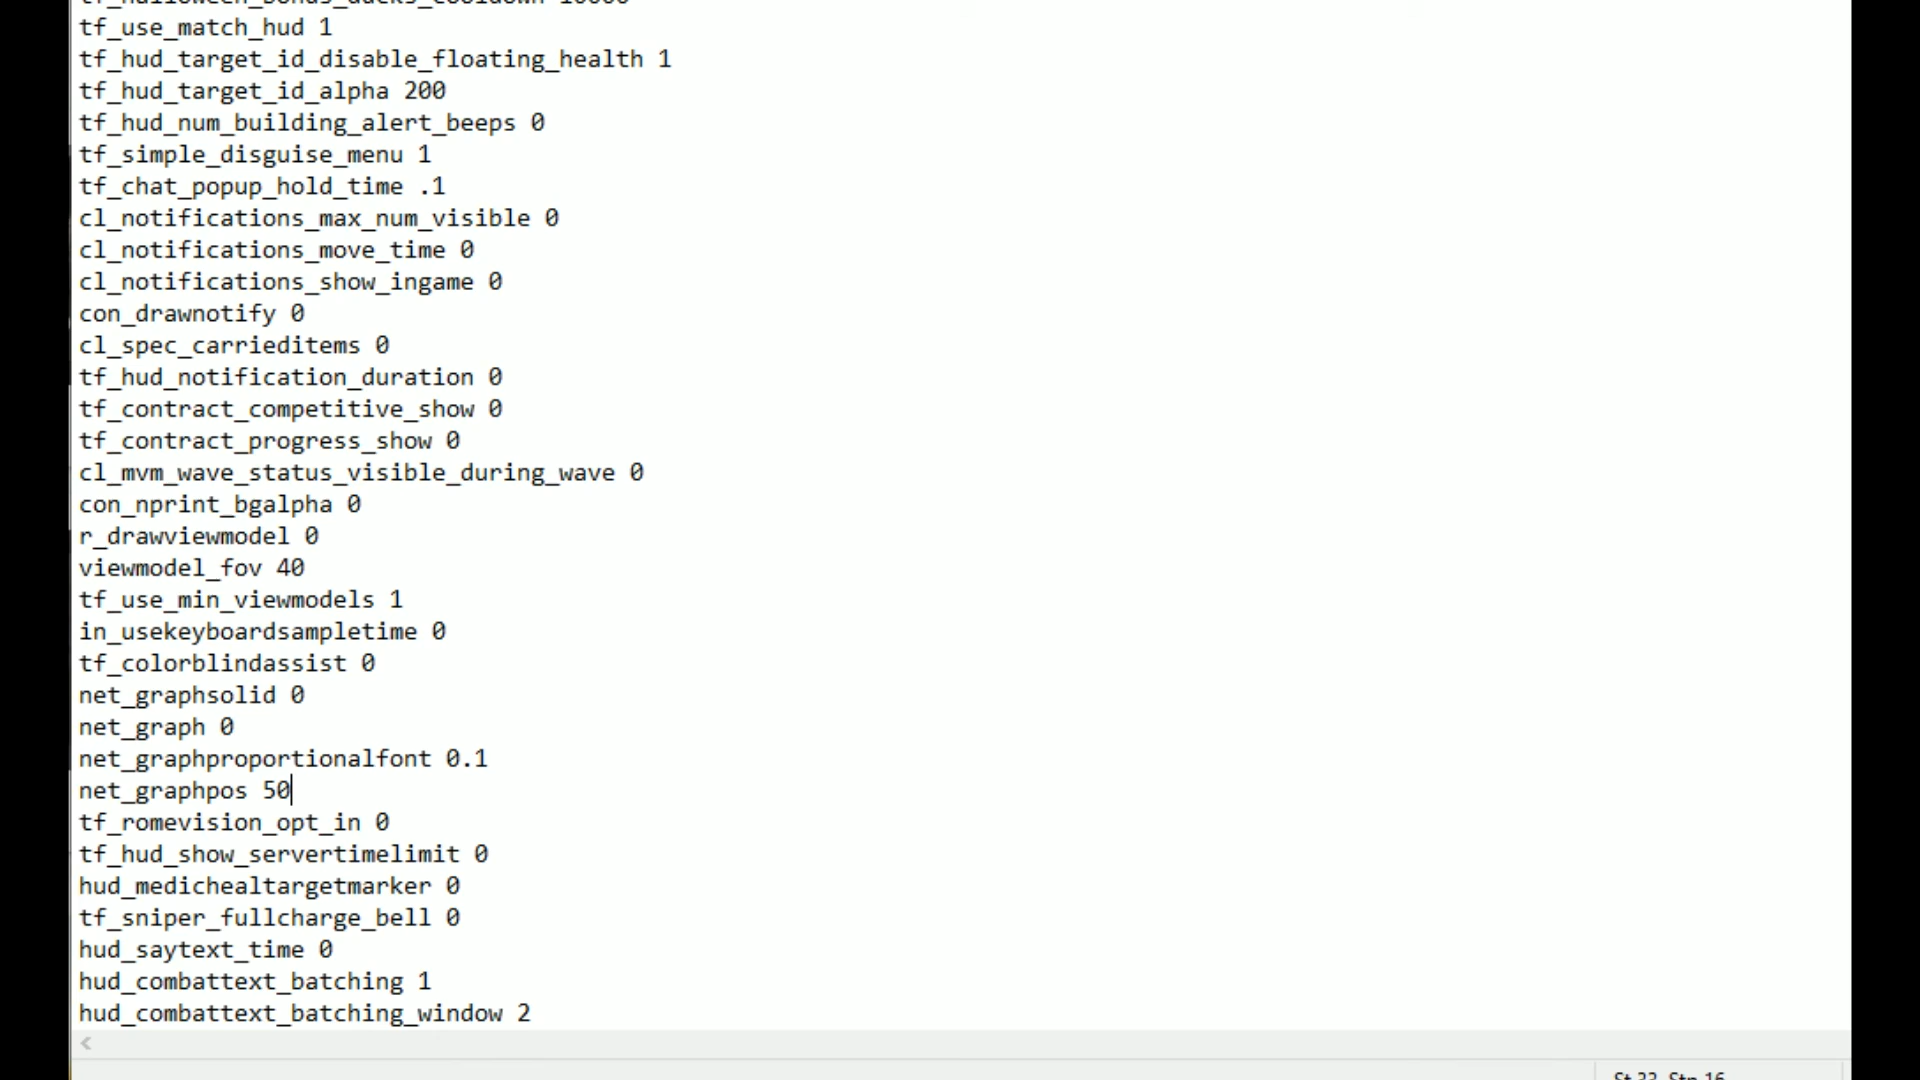 tf_halloween_bonus_ducks_cooldown 10000
tf_use_match_hud 1
tf_hud_target_id_disable_floating_health 1
tf_hud_target_id_alpha 200
tf_hud_num_building_alert_beeps 0
tf_simple_disguise_menu 1
tf_chat_popup_hold_time .1
cl_notifications_max_num_visible 0
cl_notifications_move_time 0
cl_notifications_show_ingame 0
con_drawnotify 0
cl_spec_carrieditems 0
tf_hud_notification_duration 0
tf_contract_competitive_show 0
tf_contract_progress_show 0
cl_mvm_wave_status_visible_during_wave 0
con_nprint_bgalpha 0
r_drawviewmodel 0
viewmodel_fov 40
tf_use_min_viewmodels 1
in_usekeyboardsampletime 0
tf_colorblindassist 0
net_graphsolid 0
net_graph 0
net_graphproportionalfont 0.1
net_graphpos 50
tf_romevision_opt_in 0
tf_hud_show_servertimelimit 0
hud_medichealtargetmarker 0
tf_sniper_fullcharge_bell 0
hud_saytext_time 0
hud_combattext_batching 1
hud_combattext_batching_window 2